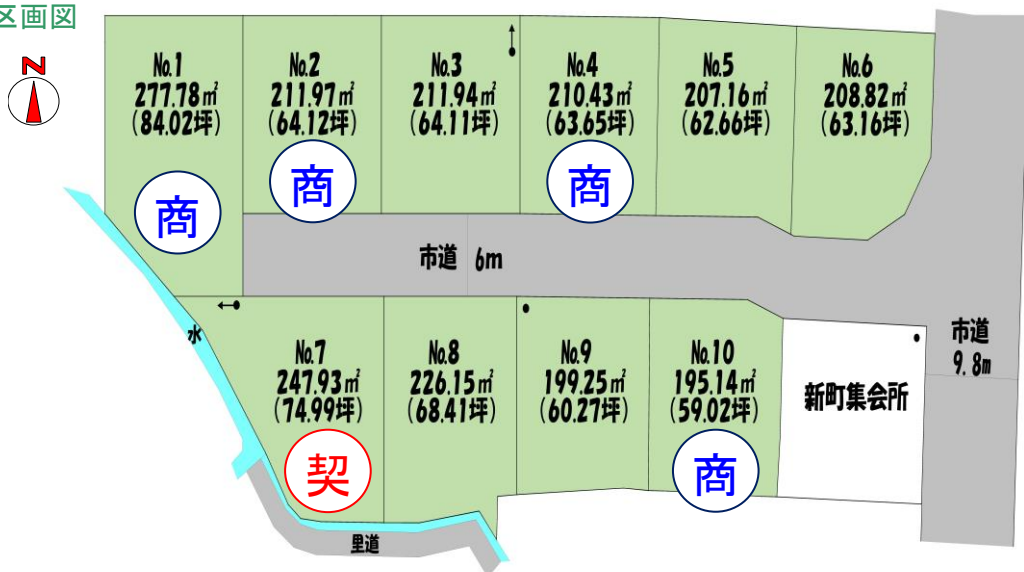 区画図
N
No.1
277.78㎡
(84.02坪)
商
No.2
211.97㎡
(64.12坪)
商
No.3
211.94㎡
(64.11坪)
No.4
210.43㎡
(63.65坪)
商
No.5
207.16㎡
(62.66坪)
No.6
208.82㎡
(63.16坪)
市道 6m
水
No.7
247.93㎡
(74.99坪)
契
No.8
226.15㎡
(68.41坪)
No.9
199.25㎡
(60.27坪)
No.10
195.14㎡
(59.02坪)
商
新町集会所
市道
9.8m
里道